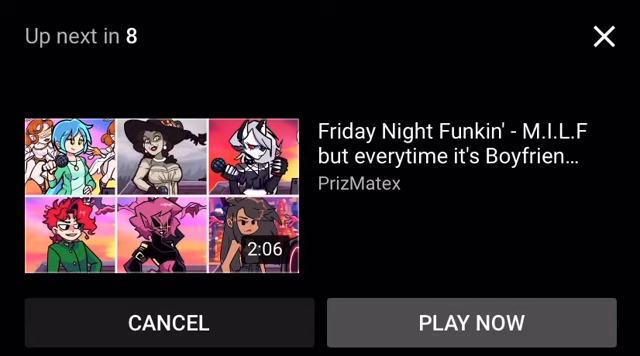 Up next in 8
Friday Night Funkin' - M.I.L.F
but everytime it's Boyfrien...
PrizMatex
2:06
CANCEL
PLAY NOW